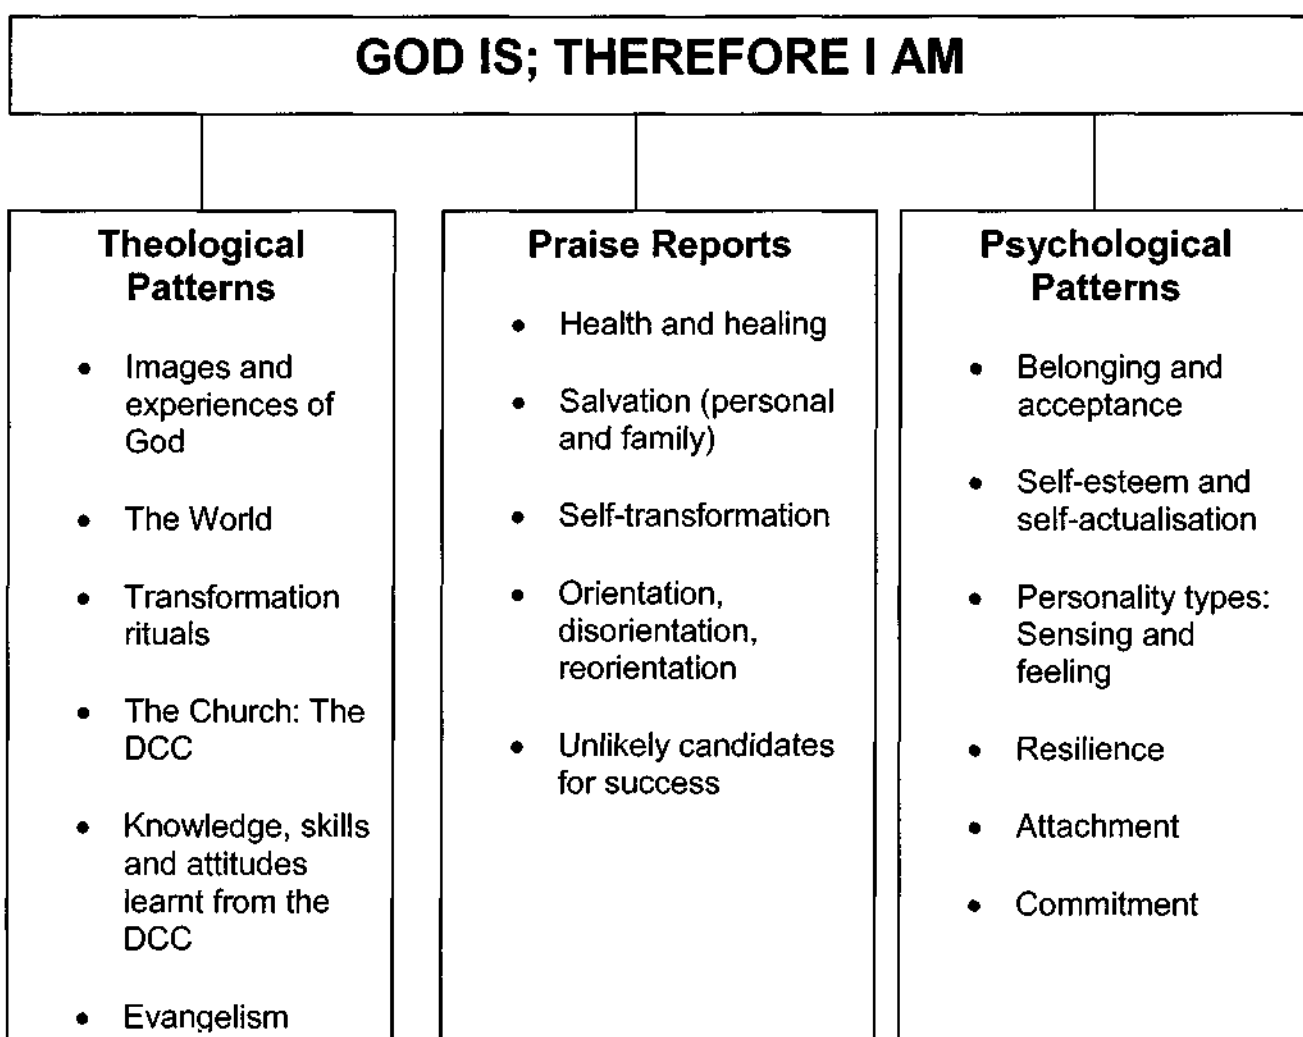 GOD IS; THEREFORE I AM
Theological
Patterns
• Images and
experiences of
God
• The World
• Transformation
rituals
• The Church: The
DCC
• Knowledge, skills
and attitudes
learnt from the
DCC
• Evangelism
Praise Reports
• Health and healing
• Salvation (personal
and family)
• Self-transformation
• Orientation,
disorientation,
reorientation
• Unlikely candidates
for success
Psychological
Patterns
• Belonging and
acceptance
• Self-esteem and
self-actualisation
• Personality types:
Sensing and
feeling
• Resilience
• Attachment
• Commitment